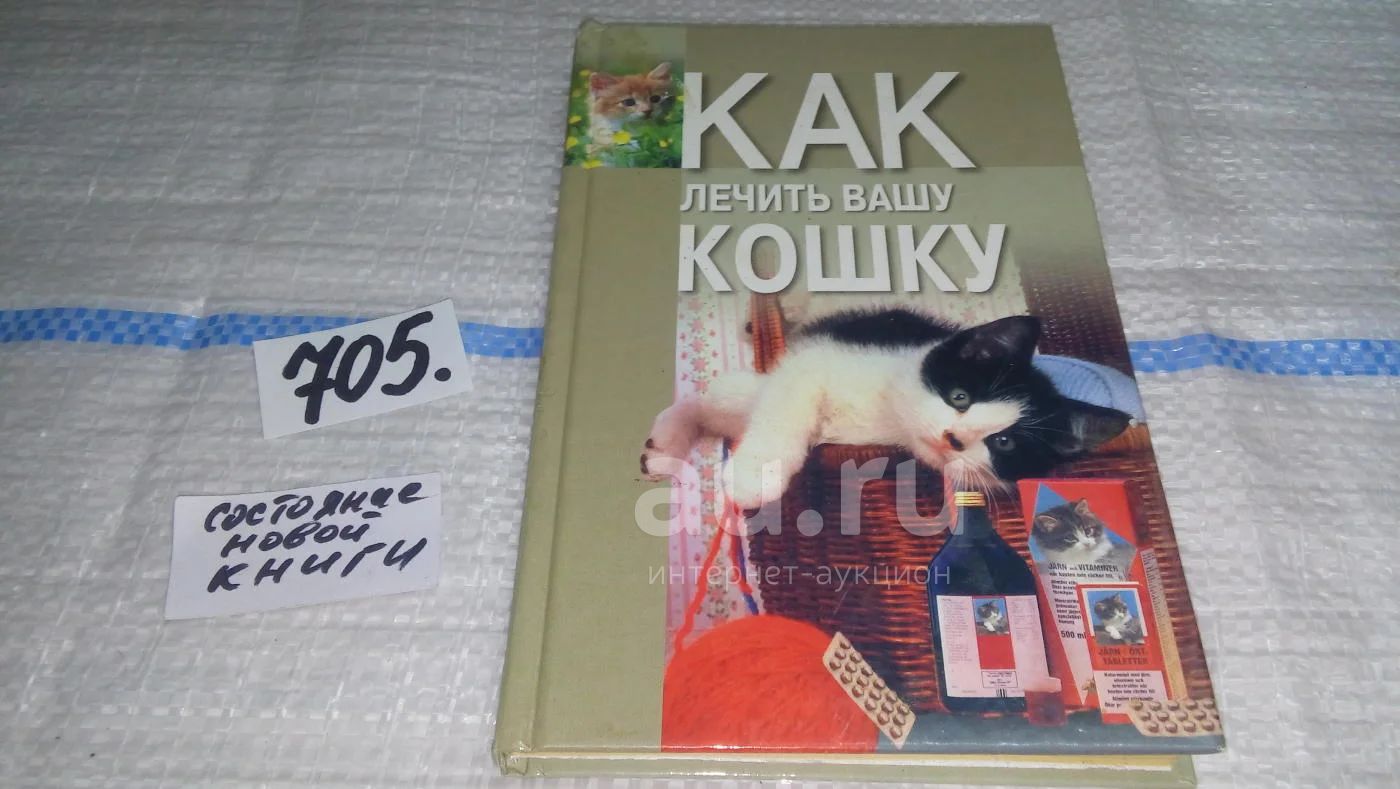 КАК
ЛЕЧИТЬ ВАШУ
КОШКУ
705.
состояние
новой
книги
au.ru
интернет-аукцион
JÄRN VITAMINER
500 ml
JÄRN
TABLETTER